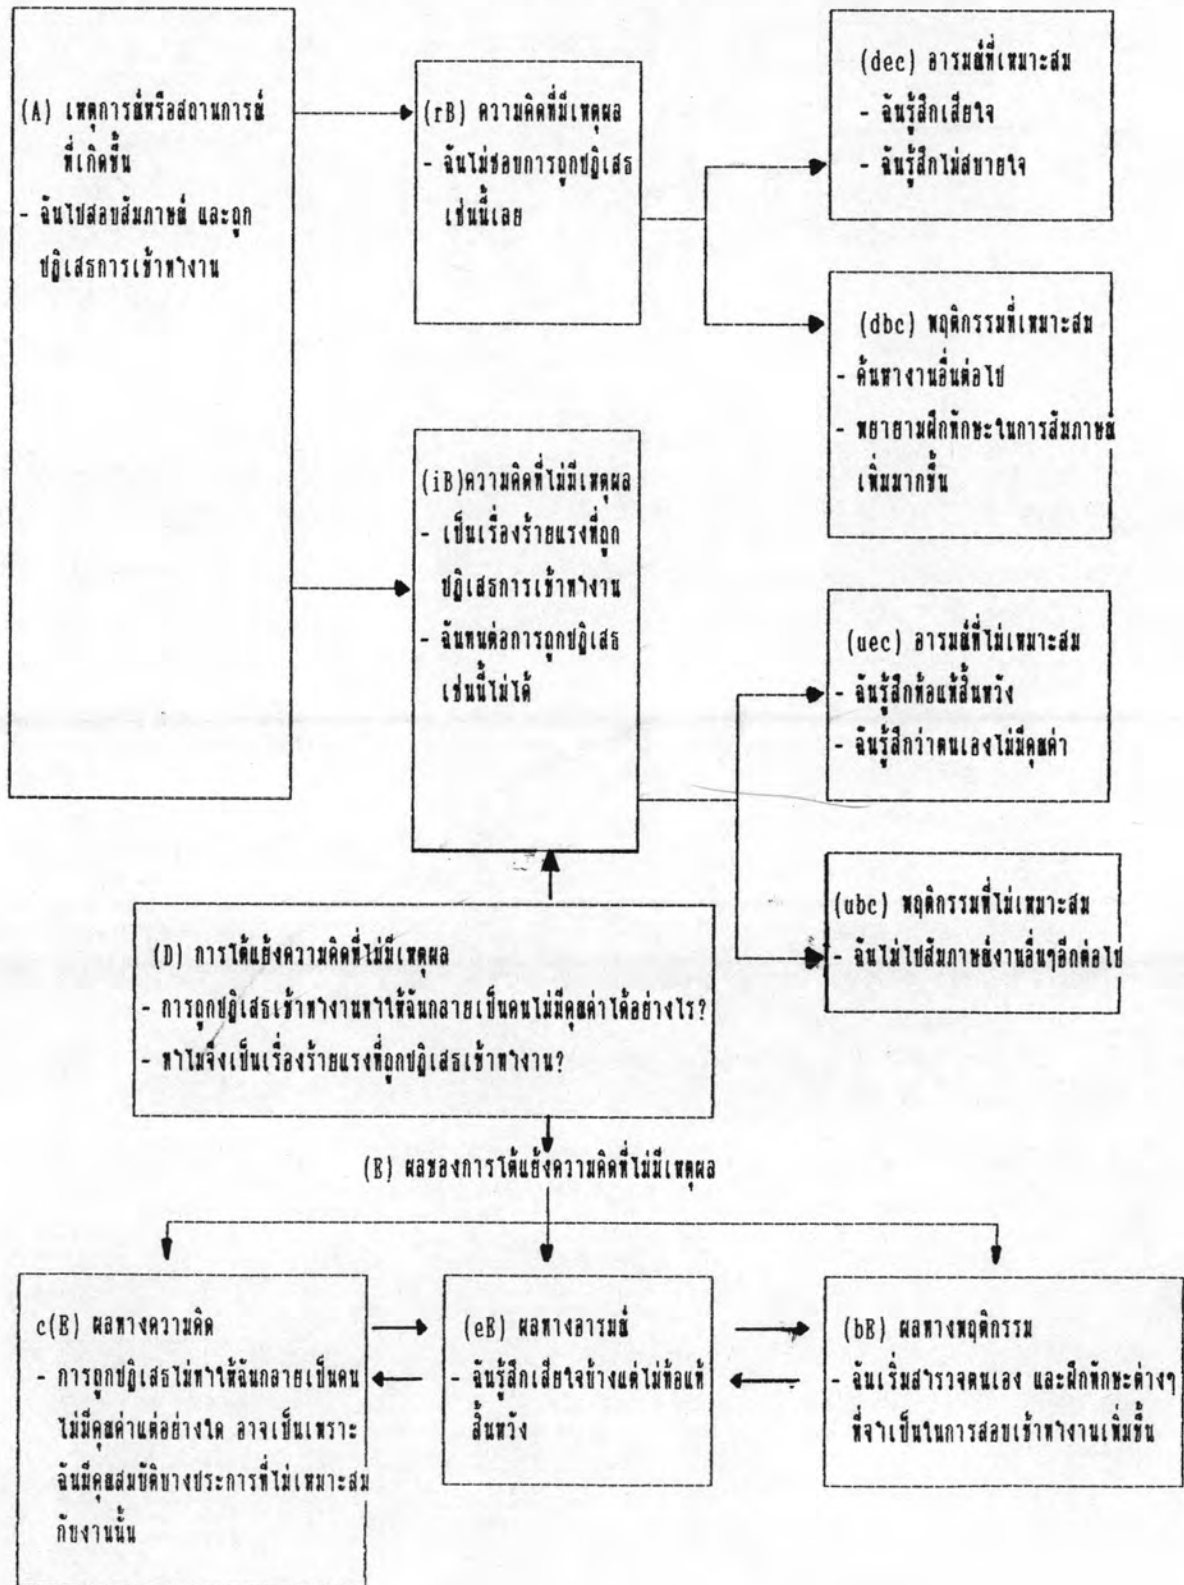 (A) เหตุการณ์หรือสถานการณ์
ที่เกิดขึ้น
- ฉันไปสอบสัมภาษณ์ และถูก
ปฏิเสธการเข้าทำงาน
(rB) ความคิดที่มีเหตุผล
- ฉันไม่ชอบการถูกปฏิเสธ
เช่นนี้เลย
(dec) อารมณ์ที่เหมาะสม
- ฉันรู้สึกเสียใจ
- ฉันรู้สึกไม่สบายใจ
(dbc) พฤติกรรมที่เหมาะสม
- ค้นหางานอื่นต่อไป
- พยายามฝึกทักษะในการสัมภาษณ์
เพิ่มมากขึ้น
(iB)ความคิดที่ไม่มีเหตุผล
- เป็นเรื่องร้ายแรงที่ถูก
ปฏิเสธการเข้าทำงาน
- ฉันทนต่อการถูกปฏิเสธ
เช่นนี้ไม่ได้
(uec) อารมณ์ที่ไม่เหมาะสม
- ฉันรู้สึกท้อแท้สิ้นหวัง
- ฉันรู้สึกว่าตนเองไม่มีคุณค่า
(ubc) พฤติกรรมที่ไม่เหมาะสม
- ฉันไม่ไปสัมภาษณ์งานอื่นๆอีกต่อไป
(D) การโต้แย้งความคิดที่ไม่มีเหตุผล
- การถูกปฏิเสธเข้าทำงานทำให้ฉันกลายเป็นคนไม่มีคุณค่าได้อย่างไร?
- ทำไมจึงเป็นเรื่องร้ายแรงที่ถูกปฏิเสธเข้าทำงาน?
(E) ผลของการโต้แย้งความคิดที่ไม่มีเหตุผล
c(E) ผลทางความคิด
- การถูกปฏิเสธไม่ทำให้ฉันกลายเป็นคน
ไม่มีคุณค่าแต่อย่างใด อาจเป็นเพราะ
ฉันมีคุณสมบัติบางประการที่ไม่เหมาะสม
กับงานนั้น
(eE) ผลทางอารมณ์
- ฉันรู้สึกเสียใจบ้างแต่ไม่ท้อแท้
สิ้นหวัง
(bE) ผลทางพฤติกรรม
- ฉันเริ่มสำรวจตนเอง และฝึกทักษะต่างๆ
ที่จำเป็นในการสอบเข้าทำงานเพิ่มขึ้น